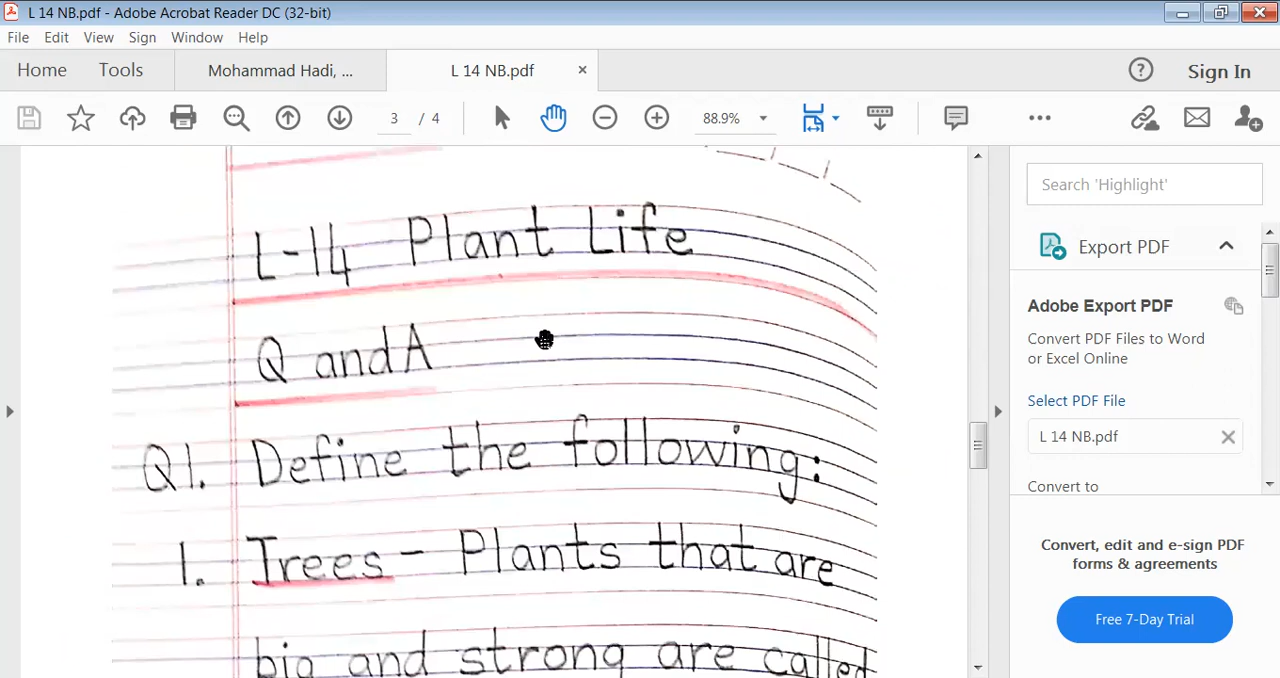 L 14 NB.pdf - Adobe Acrobat Reader DC (32-bit)
File Edit View Sign Window Help
Home Tools Mohammad Hadi, ... L 14 NB.pdf × Sign In
3 / 4 88.9%
L-14 Plant Life
Q and A
Q1. Define the following:
1. Trees - Plants that are
big and strong are called
Search 'Highlight'
Export PDF
Adobe Export PDF
Convert PDF Files to Word
or Excel Online
Select PDF File
L 14 NB.pdf
Convert to
Convert, edit and e-sign PDF
forms & agreements
Free 7-Day Trial